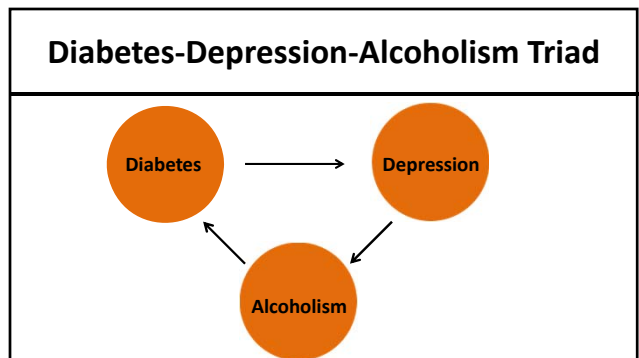 Diabetes-Depression-Alcoholism Triad
Diabetes
Depression
Alcoholism